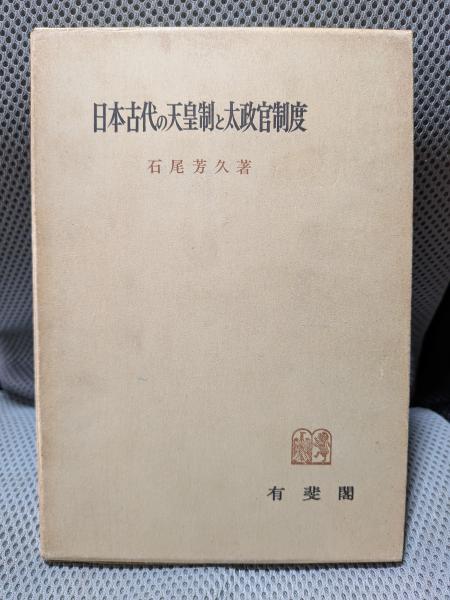 日本古代の天皇制と太政官制度
石尾芳久著
有斐閣